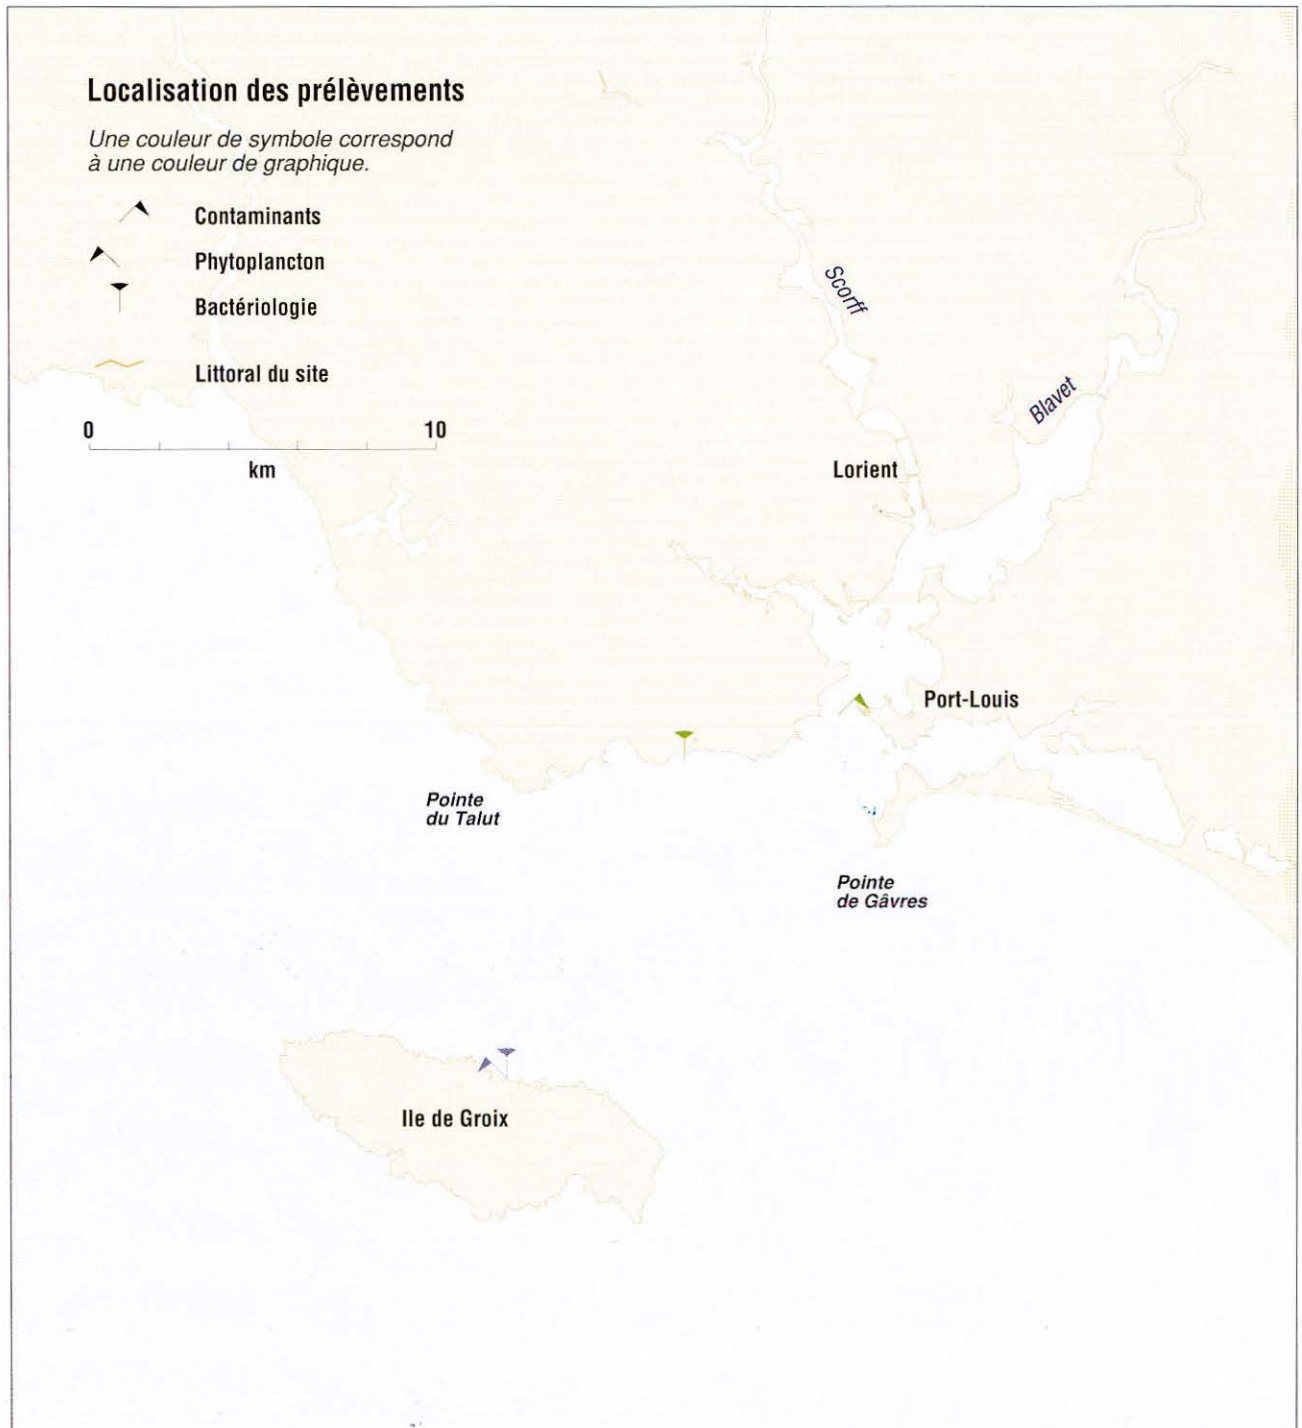 Localisation des prélèvements
Une couleur de symbole correspond
à une couleur de graphique.
Contaminants
Phytoplancton
Bactériologie
Littoral du site
0 10
km
Scorff
Blavet
Lorient
Port-Louis
Pointe
du Talut
Pointe
de Gâvres
Ile de Groix